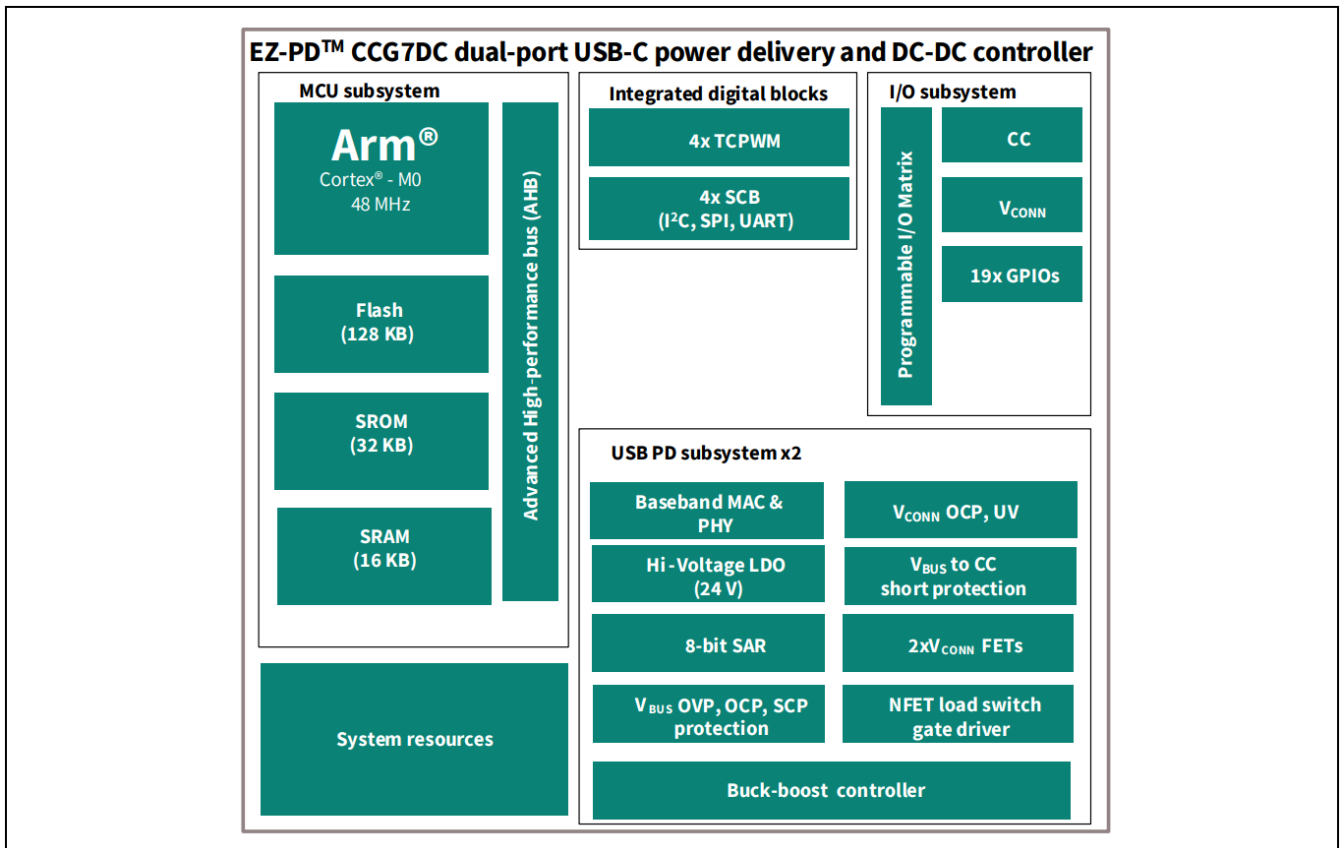 EZ-PD™ CCG7DC dual-port USB-C power delivery and DC-DC controller
MCU subsystem
Arm®
Cortex® - M0
48 MHz
Flash
(128 KB)
SROM
(32 KB)
SRAM
(16 KB)
Advanced High-performance bus (AHB)
System resources
Integrated digital blocks
4x TCPWM
4x SCB
(I²C, SPI, UART)
I/O subsystem
Programmable I/O Matrix
CC
VCONN
19x GPIOs
USB PD subsystem x2
Baseband MAC &
PHY
Hi-Voltage LDO
(24 V)
8-bit SAR
VBUS OVP, OCP, SCP
protection
VCONN OCP, UV
VBUS to CC
short protection
2xVCONN FETs
NFET load switch
gate driver
Buck-boost controller